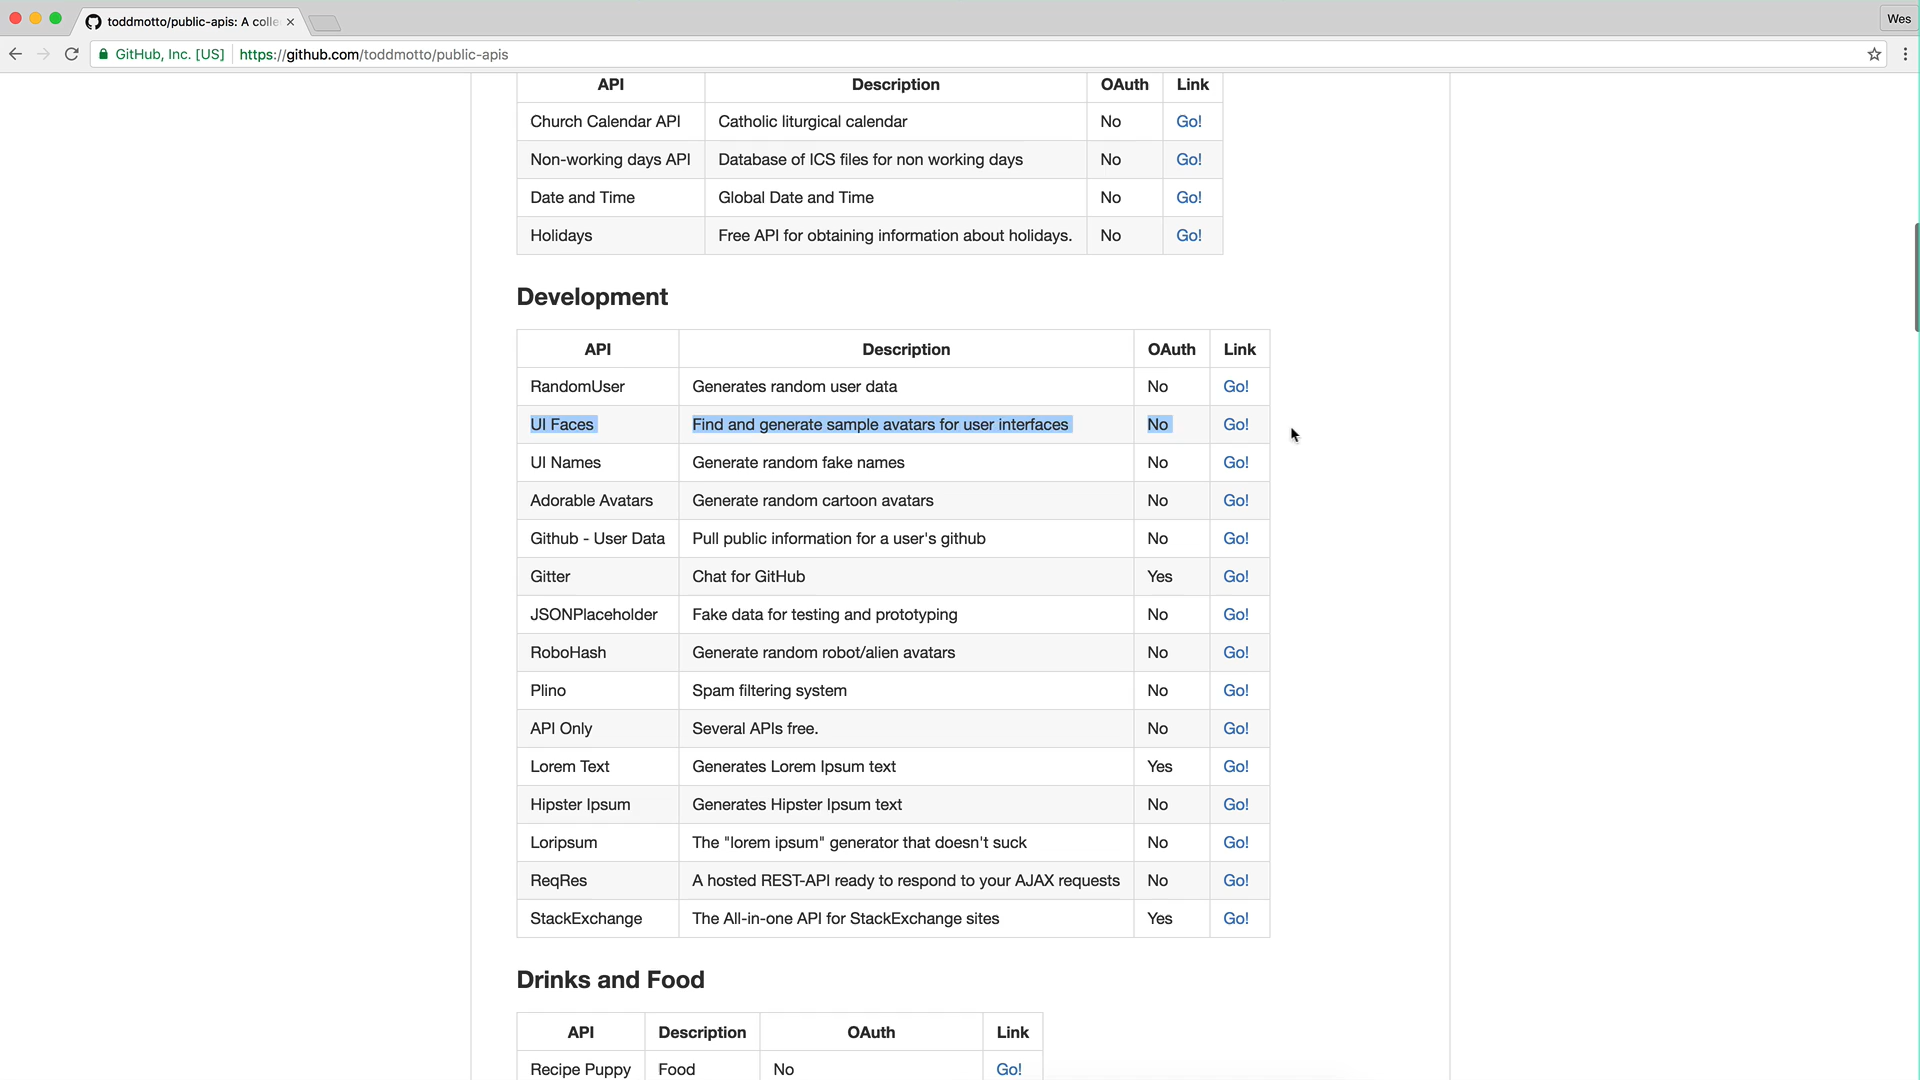 toddmotto/public-apis: A colle
Wes
GitHub, Inc. [US] https://github.com/toddmotto/public-apis
API Description OAuth Link
Church Calendar API Catholic liturgical calendar No Go!
Non-working days API Database of ICS files for non working days No Go!
Date and Time Global Date and Time No Go!
Holidays Free API for obtaining information about holidays. No Go!
Development
API Description OAuth Link
RandomUser Generates random user data No Go!
UI Faces Find and generate sample avatars for user interfaces No Go!
UI Names Generate random fake names No Go!
Adorable Avatars Generate random cartoon avatars No Go!
Github - User Data Pull public information for a user's github No Go!
Gitter Chat for GitHub Yes Go!
JSONPlaceholder Fake data for testing and prototyping No Go!
RoboHash Generate random robot/alien avatars No Go!
Plino Spam filtering system No Go!
API Only Several APIs free. No Go!
Lorem Text Generates Lorem Ipsum text Yes Go!
Hipster Ipsum Generates Hipster Ipsum text No Go!
Loripsum The "lorem ipsum" generator that doesn't suck No Go!
ReqRes A hosted REST-API ready to respond to your AJAX requests No Go!
StackExchange The All-in-one API for StackExchange sites Yes Go!
Drinks and Food
API Description OAuth Link
Recipe Puppy Food No Go!